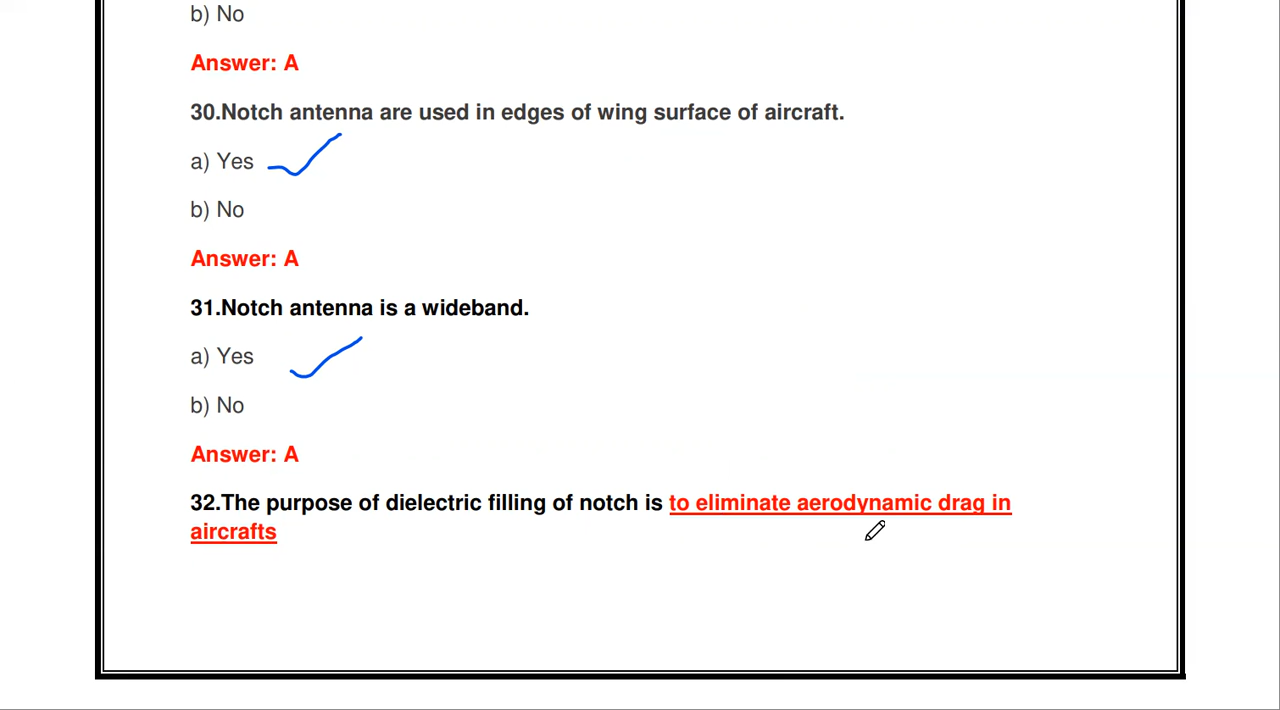 b) No
Answer: A
30.Notch antenna are used in edges of wing surface of aircraft.
a) Yes
b) No
Answer: A
31.Notch antenna is a wideband.
a) Yes
b) No
Answer: A
32.The purpose of dielectric filling of notch is to eliminate aerodynamic drag in
aircrafts